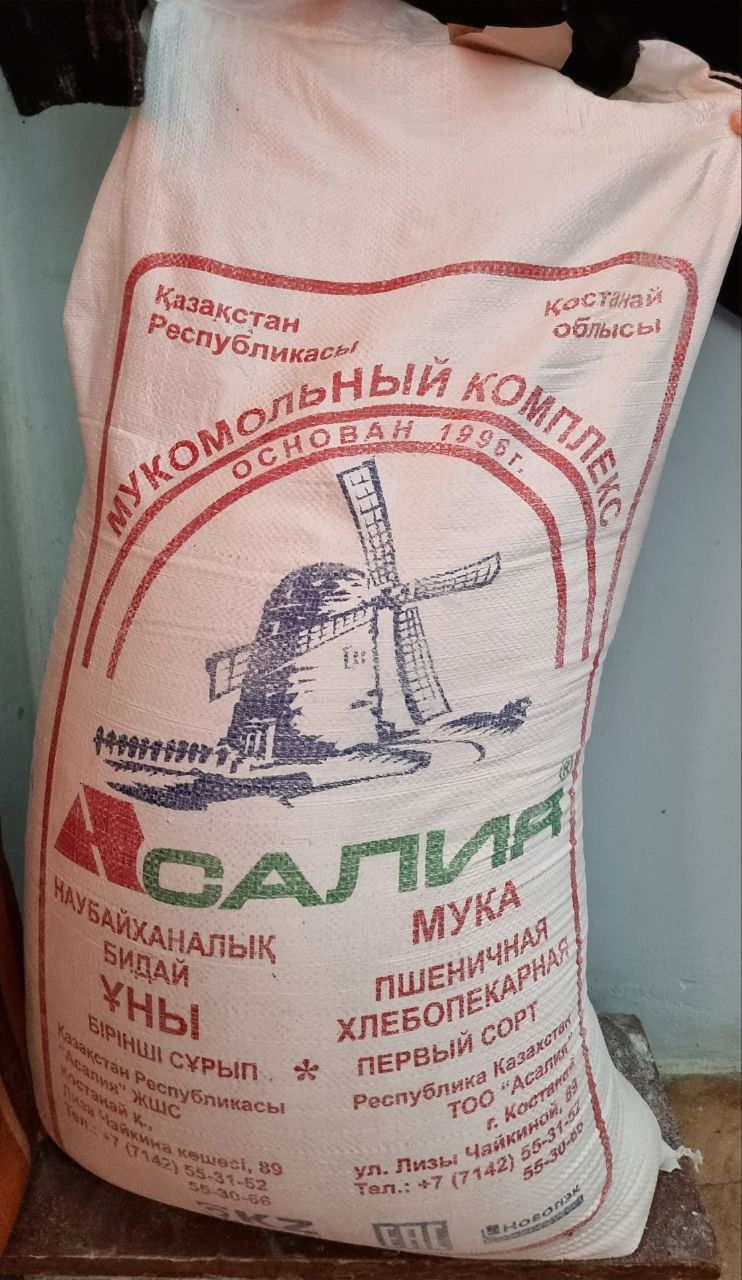 Қазақстан
Республикасы
Қостанай
облысы
МУКОМОЛЬНЫЙ КОМПЛЕКС
ОСНОВАН 1996г.
АСАЛИЯ®
НАУБАЙХАНАЛЫҚ
БИДАЙ
ҰНЫ
БІРІНШІ СҰРЫП
Қазақстан Республикасы
"Асалия" ЖШС
Қостанай қ.,
Лиза Чайкина көшесі, 89
Тел.: +7 (7142) 55-31-52
55-30-66
*
МУКА
ПШЕНИЧНАЯ
ХЛЕБОПЕКАРНАЯ
ПЕРВЫЙ СОРТ
Республика Казахстан
ТОО "Асалия"
г. Костанай
ул. Лизы Чайкиной, 89
Тел.: +7 (7142) 55-31-52
55-30-66
EAC
НОВОПЭК